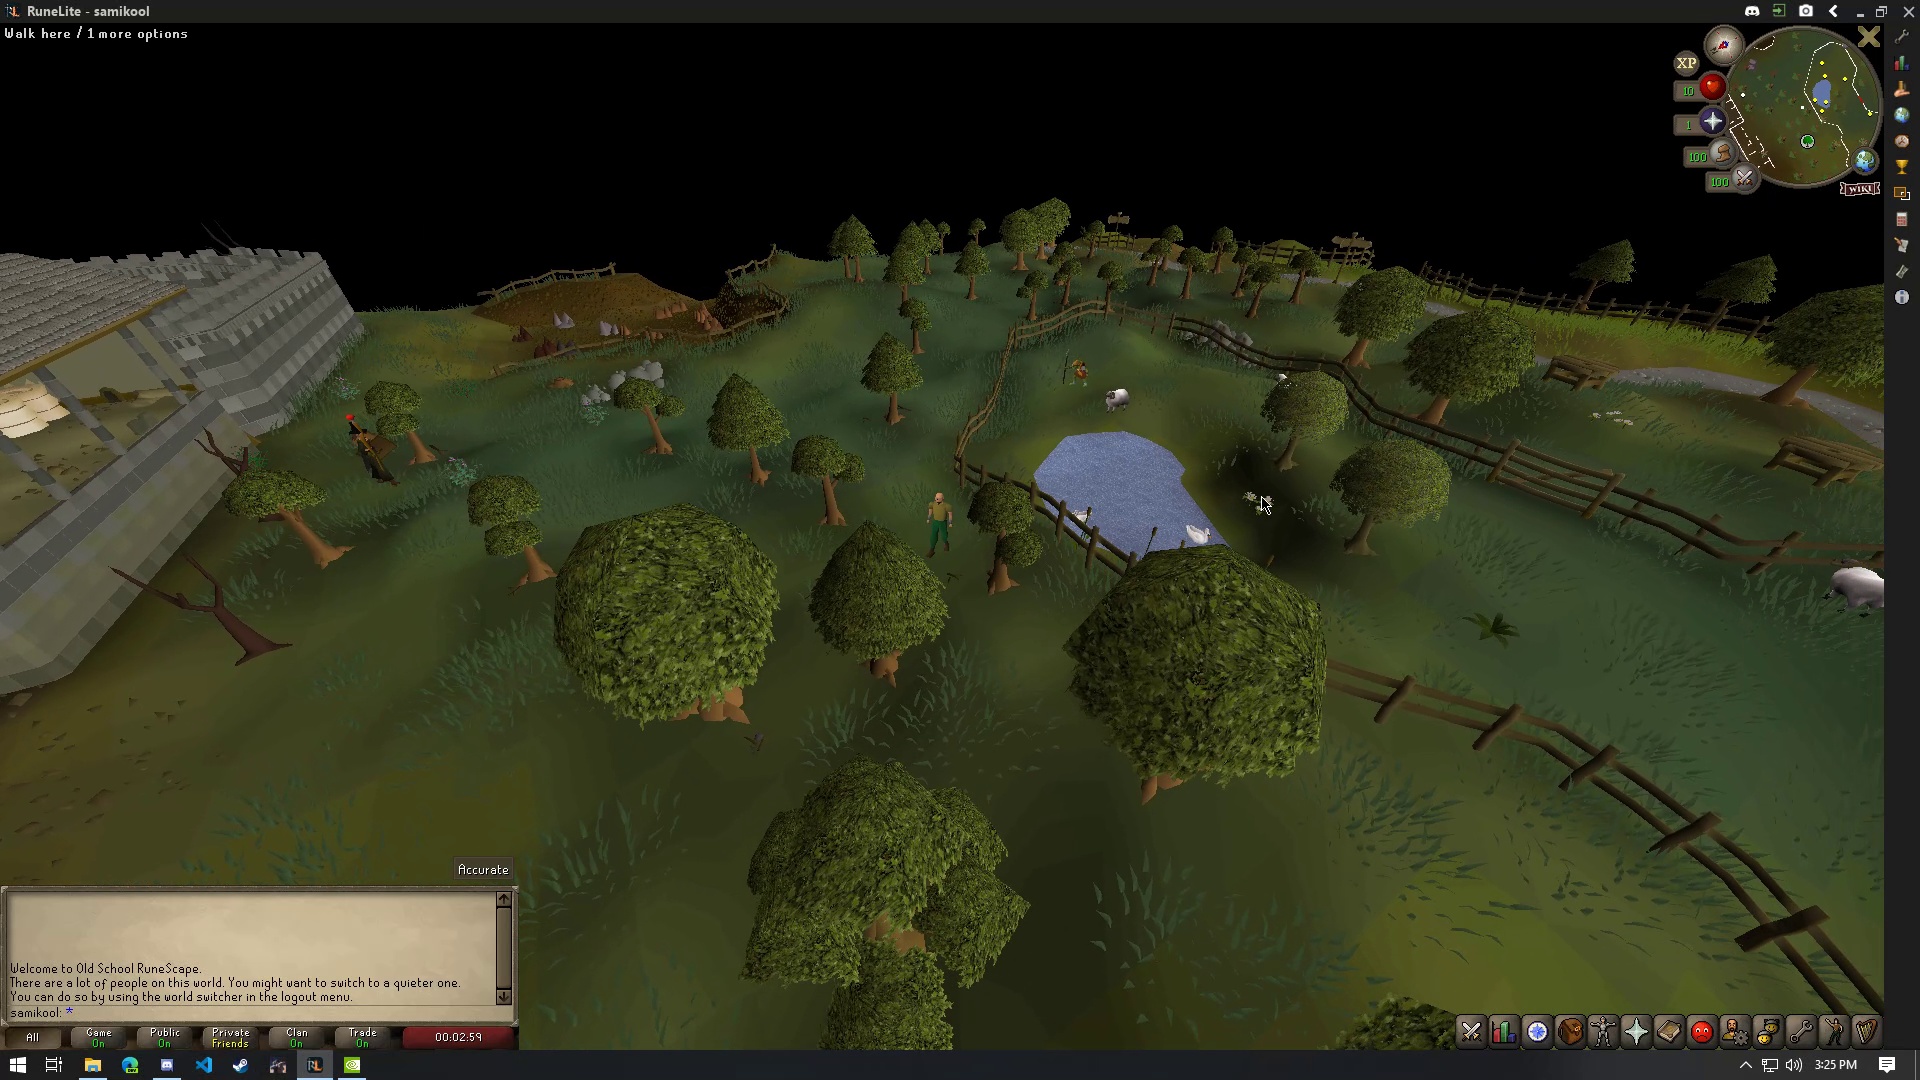 RuneLite - samikool
Walk here / 1 more options
XP
10
1
100
100
WIKI
Accurate
Welcome to Old School RuneScape.
There are a lot of people on this world. You might want to switch to a quieter one.
You can do so by using the world switcher in the logout menu.
samikool: *
All
Game
On
Public
On
Private
Friends
Clan
On
Trade
On
00:02:59
3:25 PM